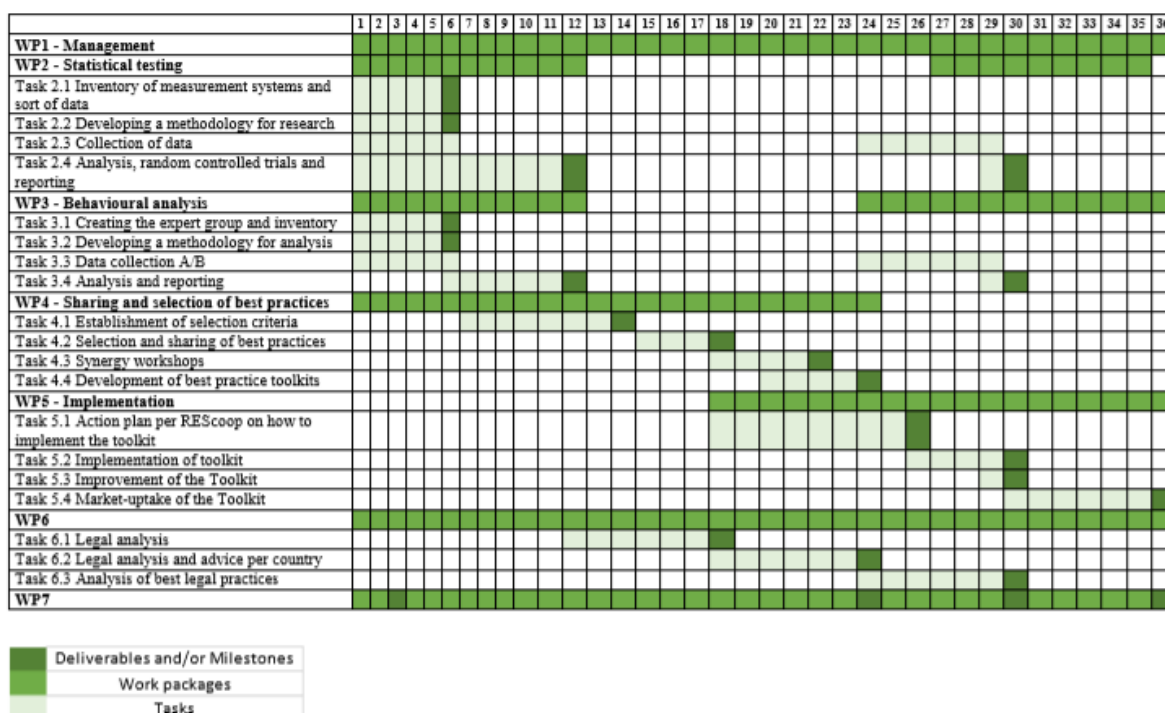 1 2 3 4 5 6 7 8 9 10 11 12 13 14 15 16 17 18 19 20 21 22 23 24 25 26 27 28 29 30 31 32 33 34 35 36
WP1 - Management
WP2 - Statistical testing
Task 2.1 Inventory of measurement systems and
sort of data
Task 2.2 Developing a methodology for research
Task 2.3 Collection of data
Task 2.4 Analysis, random controlled trials and
reporting
WP3 - Behavioural analysis
Task 3.1 Creating the expert group and inventory
Task 3.2 Developing a methodology for analysis
Task 3.3 Data collection A/B
Task 3.4 Analysis and reporting
WP4 - Sharing and selection of best practices
Task 4.1 Establishment of selection criteria
Task 4.2 Selection and sharing of best practices
Task 4.3 Synergy workshops
Task 4.4 Development of best practice toolkits
WP5 - Implementation
Task 5.1 Action plan per REScoop on how to
implement the toolkit
Task 5.2 Implementation of toolkit
Task 5.3 Improvement of the Toolkit
Task 5.4 Market-uptake of the Toolkit
WP6
Task 6.1 Legal analysis
Task 6.2 Legal analysis and advice per country
Task 6.3 Analysis of best legal practices
WP7
Deliverables and/or Milestones
Work packages
Tasks